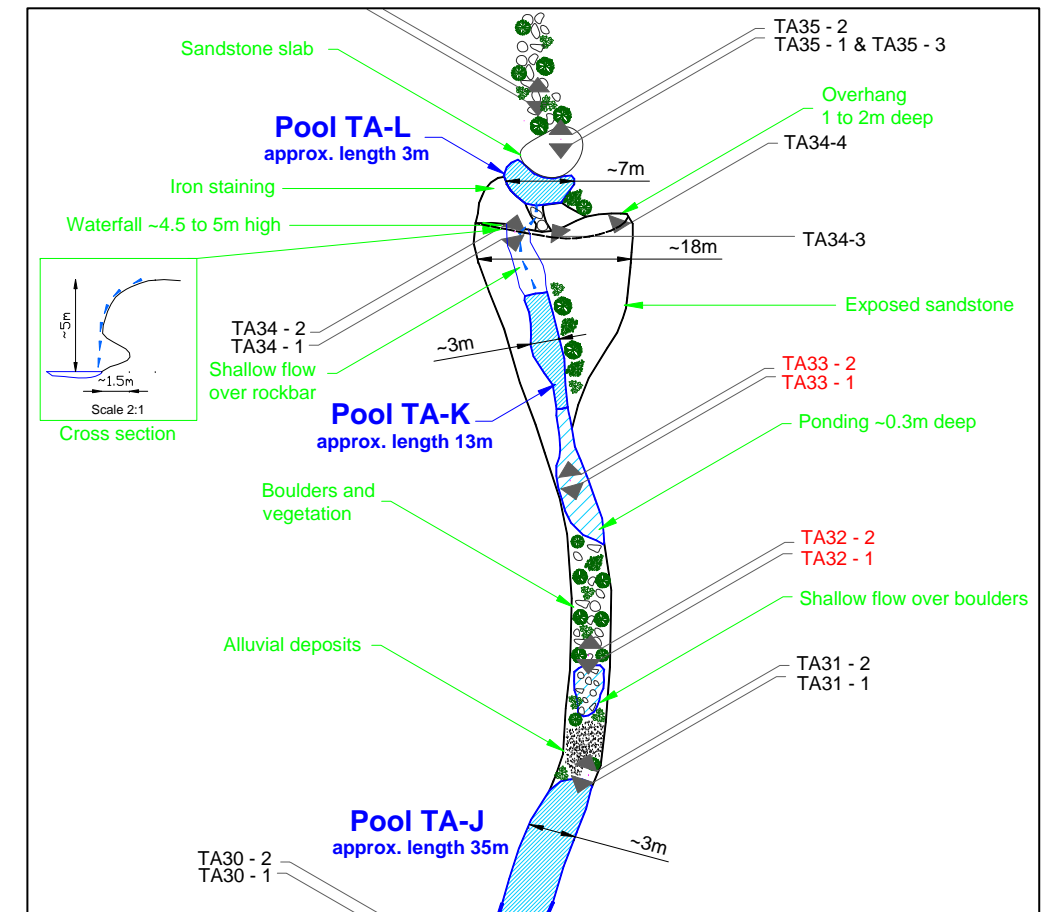 TA35 - 2
TA35 - 1 & TA35 - 3
Sandstone slab
Overhang
1 to 2m deep
Pool TA-L
approx. length 3m
TA34-4
~7m
Iron staining
Waterfall ~4.5 to 5m high
TA34-3
~18m
~5m
~1.5m
Scale 2:1
Cross section
Exposed sandstone
TA34 - 2
TA34 - 1
~3m
Shallow flow
over rockbar
TA33 - 2
TA33 - 1
Pool TA-K
approx. length 13m
Ponding ~0.3m deep
Boulders and
vegetation
TA32 - 2
TA32 - 1
Shallow flow over boulders
Alluvial deposits
TA31 - 2
TA31 - 1
Pool TA-J
approx. length 35m
~3m
TA30 - 2
TA30 - 1